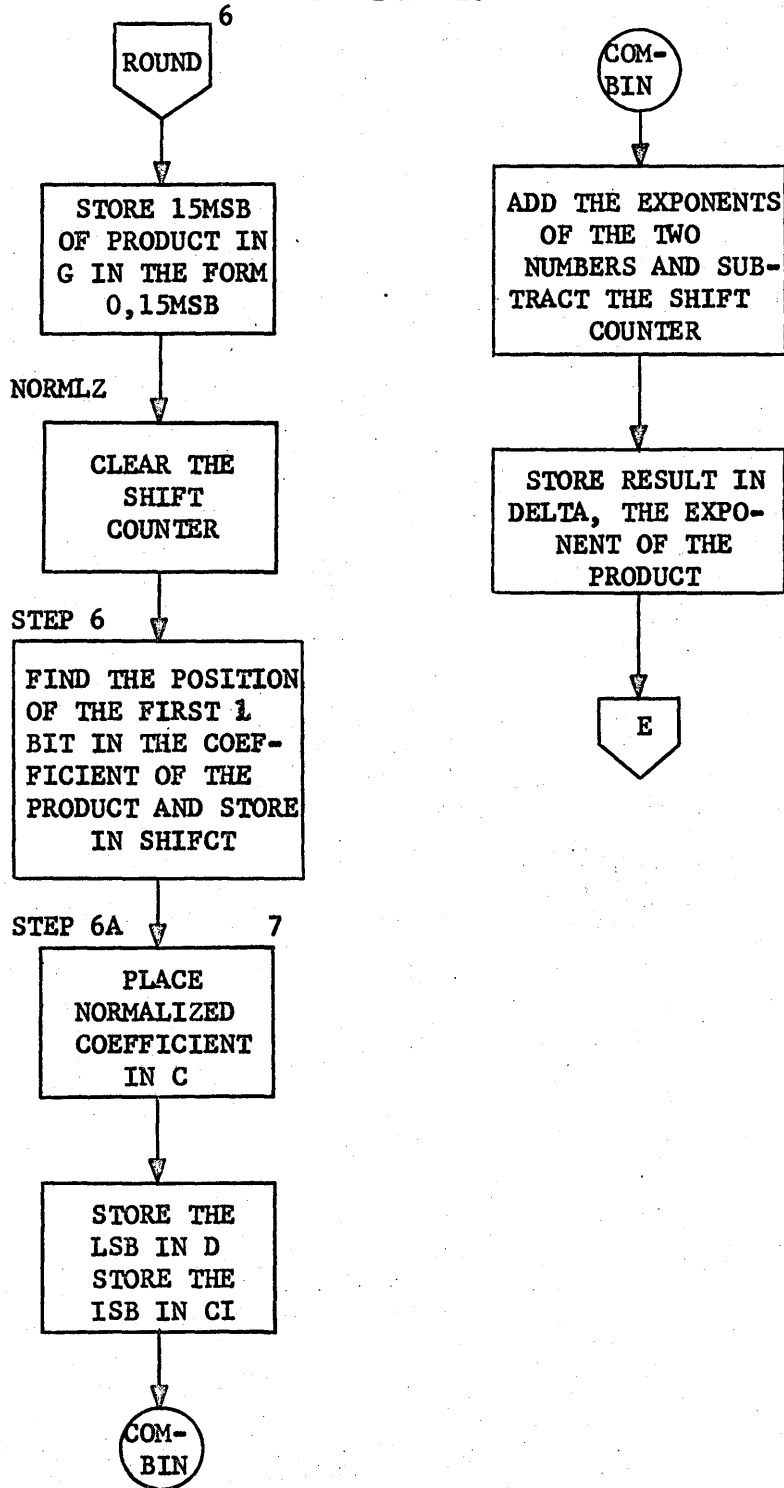 6
ROUND
STORE 15MSB
OF PRODUCT IN
G IN THE FORM
0,15MSB
NORMLZ
CLEAR THE
SHIFT
COUNTER
STEP 6
FIND THE POSITION
OF THE FIRST 1
BIT IN THE COEF-
FICIENT OF THE
PRODUCT AND STORE
IN SHIFCT
STEP 6A 7
PLACE
NORMALIZED
COEFFICIENT
IN C
STORE THE
LSB IN D
STORE THE
ISB IN CI
COM-
BIN
COM-
BIN
ADD THE EXPONENTS
OF THE TWO
NUMBERS AND SUB-
TRACT THE SHIFT
COUNTER
STORE RESULT IN
DELTA, THE EXPO-
NENT OF THE
PRODUCT
E